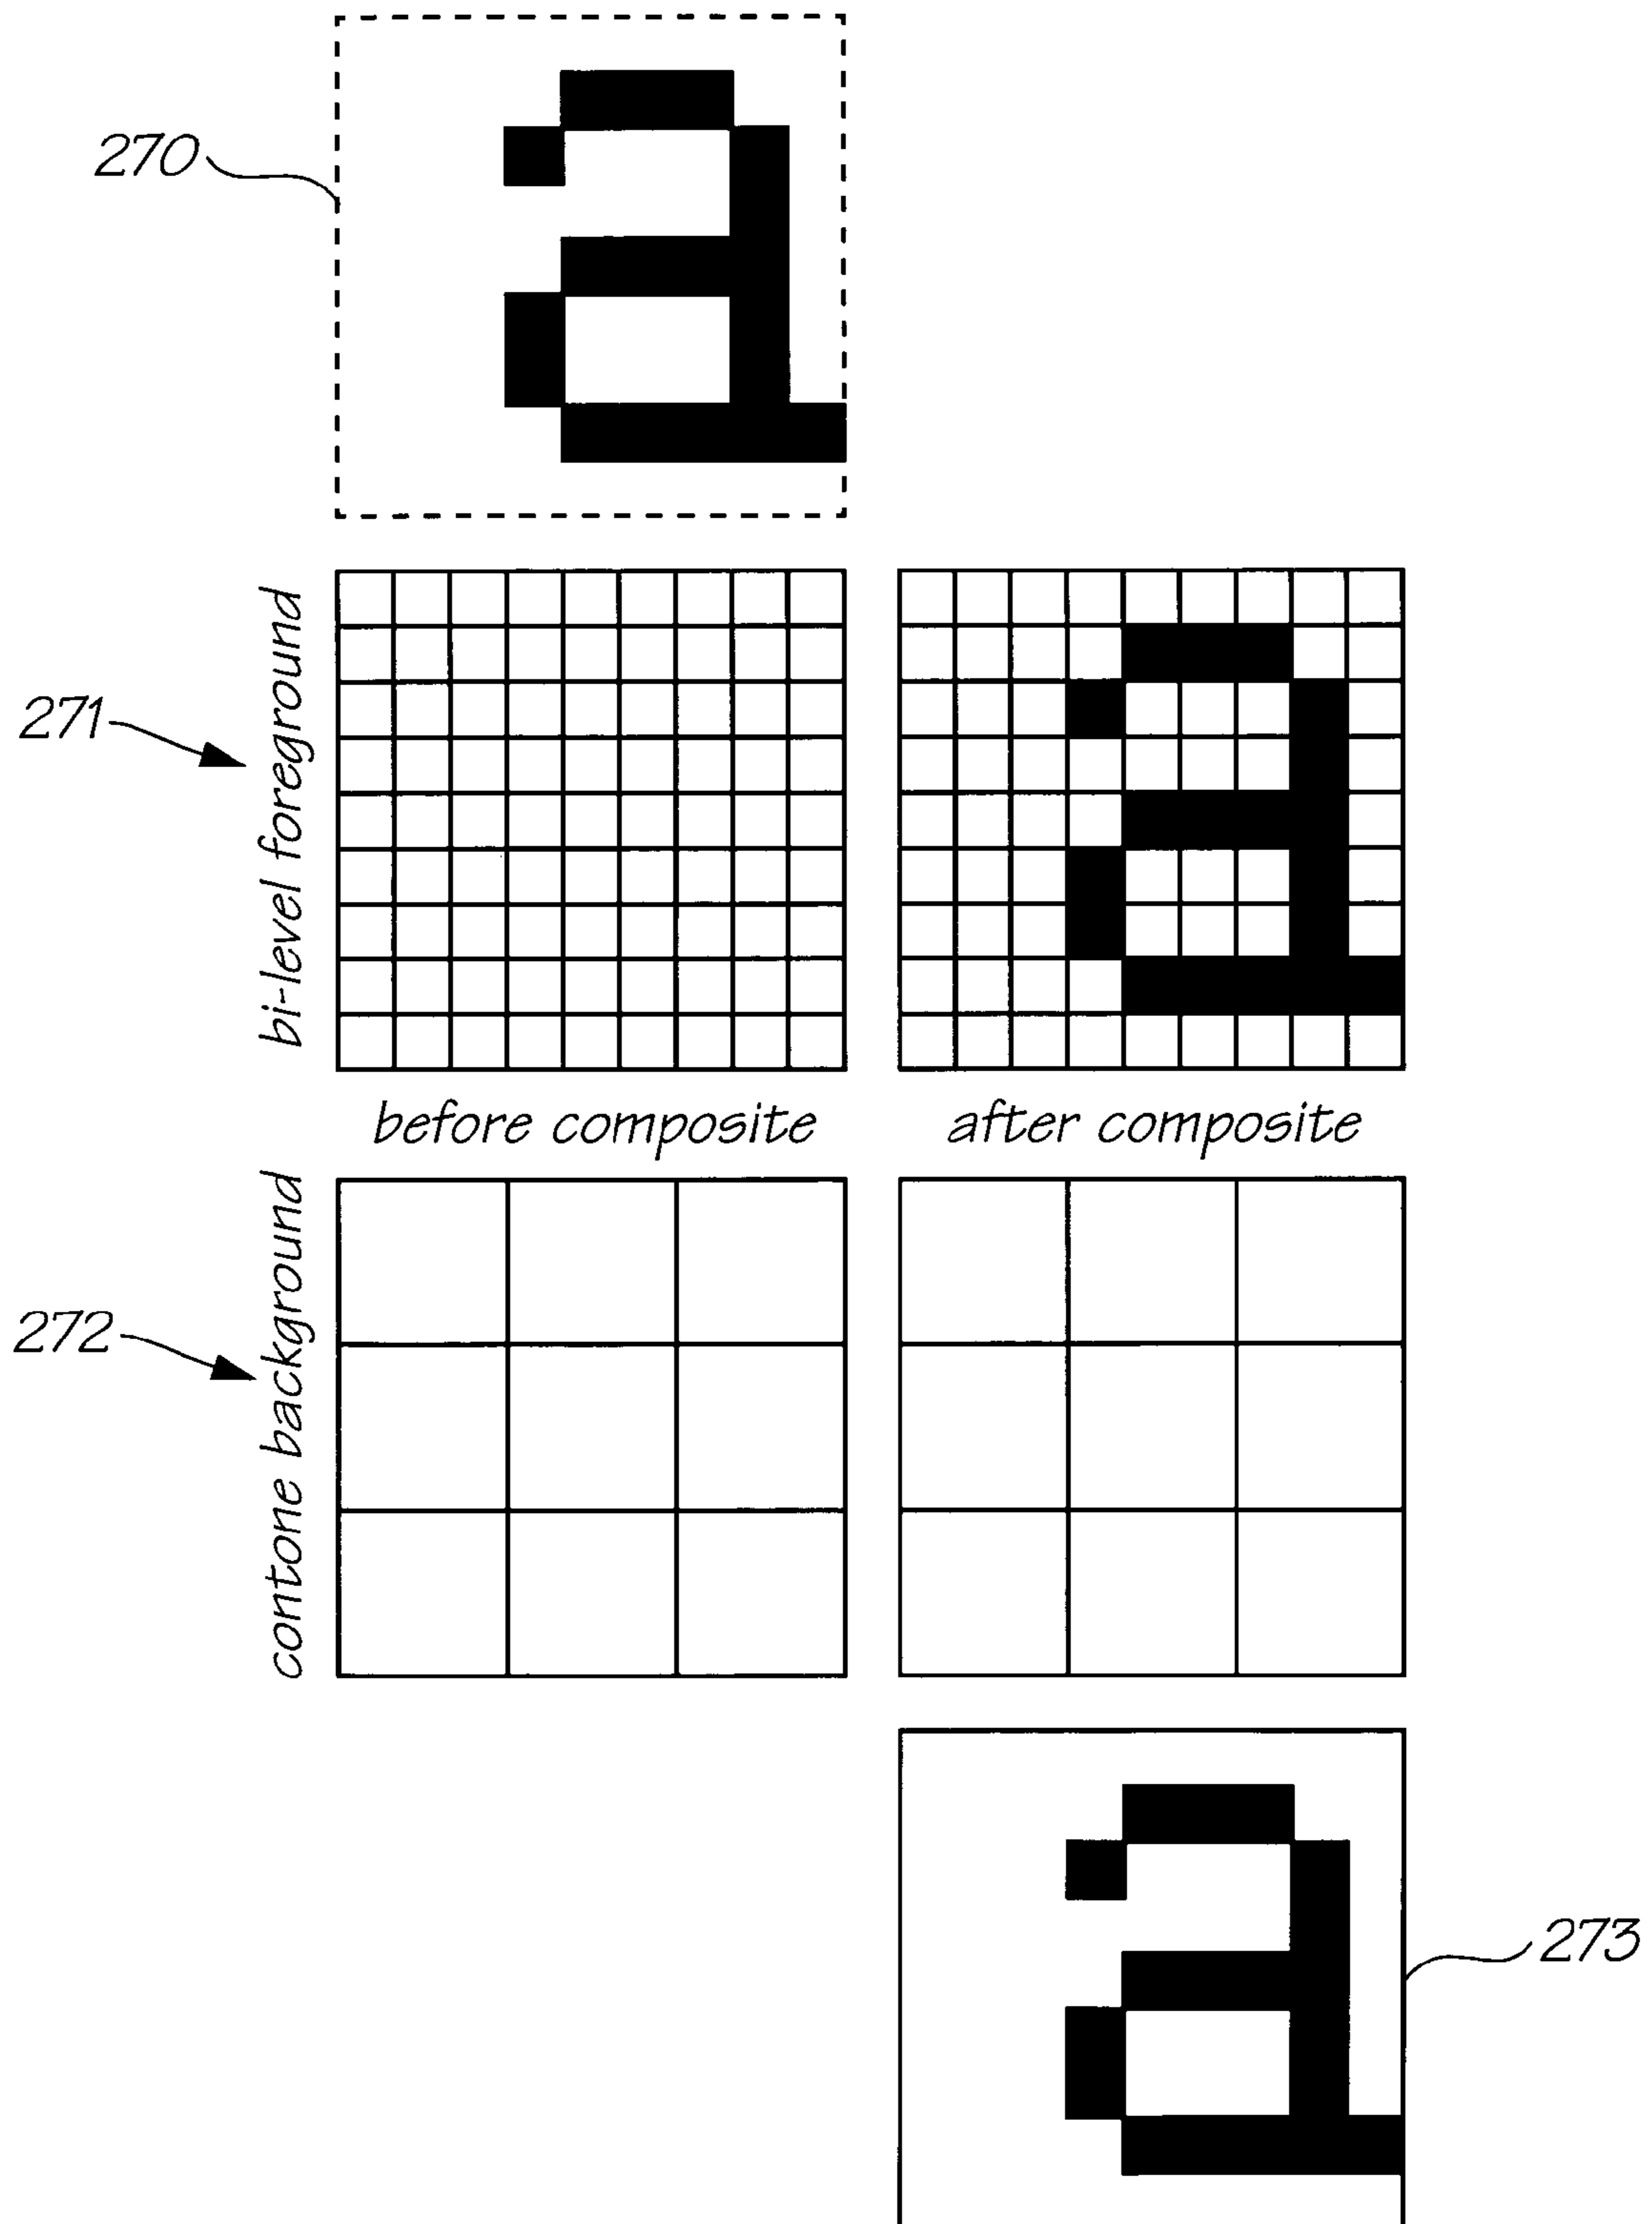 270
a
271
bi-level foreground
a
before composite
after composite
272
contone background
a
273